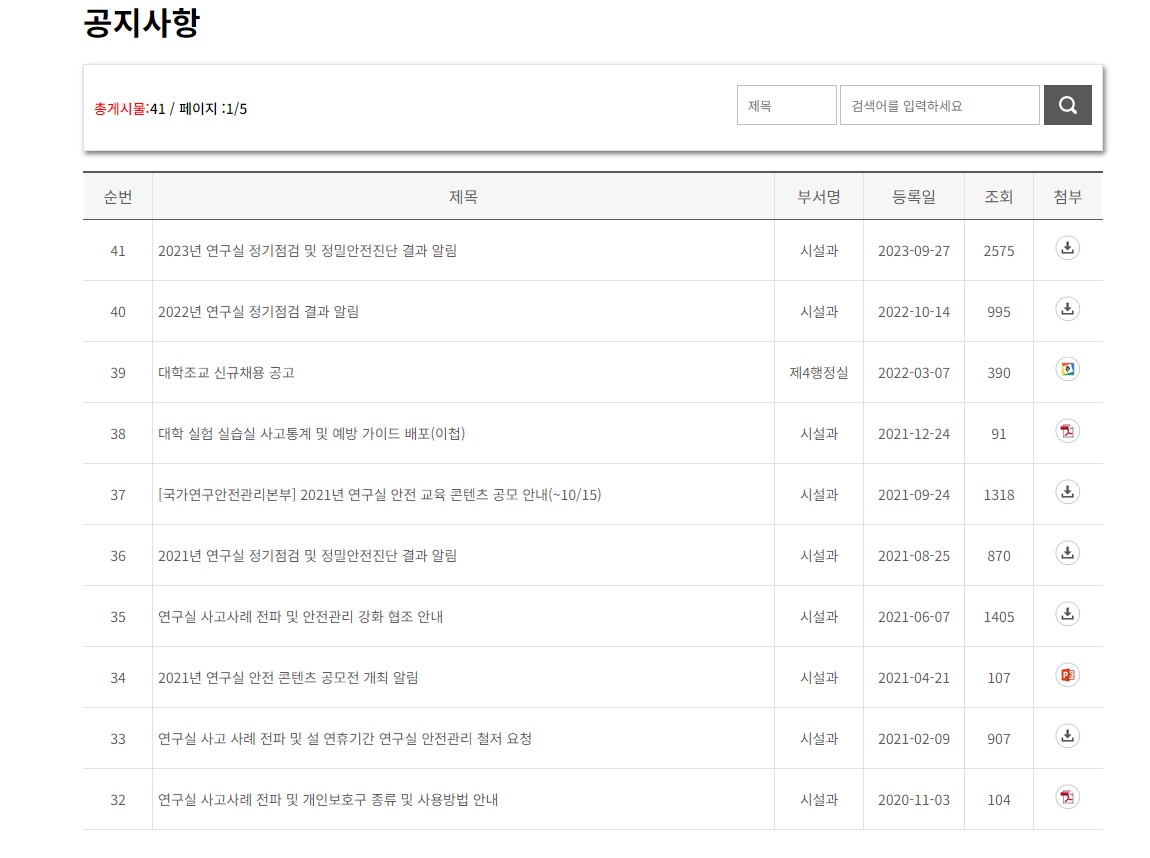 공지사항
총게시물:41 / 페이지 :1/5
제목 검색어를 입력하세요
순번 제목 부서명 등록일 조회 첨부
41 2023년 연구실 정기점검 및 정밀안전진단 결과 알림 시설과 2023-09-27 2575
40 2022년 연구실 정기점검 결과 알림 시설과 2022-10-14 995
39 대학조교 신규채용 공고 제4행정실 2022-03-07 390
38 대학 실험 실습실 사고통계 및 예방 가이드 배포(이첩) 시설과 2021-12-24 91
37 [국가연구안전관리본부] 2021년 연구실 안전 교육 콘텐츠 공모 안내(~10/15) 시설과 2021-09-24 1318
36 2021년 연구실 정기점검 및 정밀안전진단 결과 알림 시설과 2021-08-25 870
35 연구실 사고사례 전파 및 안전관리 강화 협조 안내 시설과 2021-06-07 1405
34 2021년 연구실 안전 콘텐츠 공모전 개최 알림 시설과 2021-04-21 107
33 연구실 사고 사례 전파 및 설 연휴기간 연구실 안전관리 철저 요청 시설과 2021-02-09 907
32 연구실 사고사례 전파 및 개인보호구 종류 및 사용방법 안내 시설과 2020-11-03 104